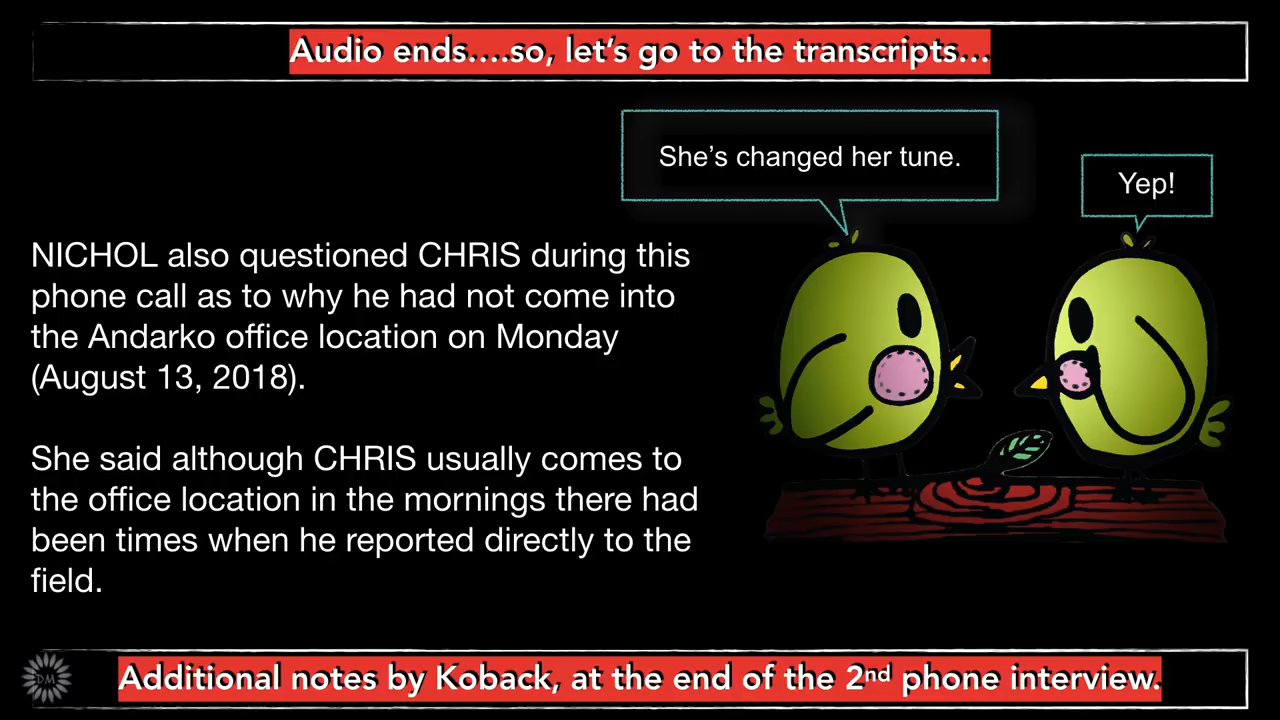 Audio ends....so, let's go to the transcripts...
She's changed her tune.
Yep!
NICHOL also questioned CHRIS during this
phone call as to why he had not come into
the Andarko office location on Monday
(August 13, 2018).
She said although CHRIS usually comes to
the office location in the mornings there had
been times when he reported directly to the
field.
DM
Additional notes by Koback, at the end of the 2nd phone interview.